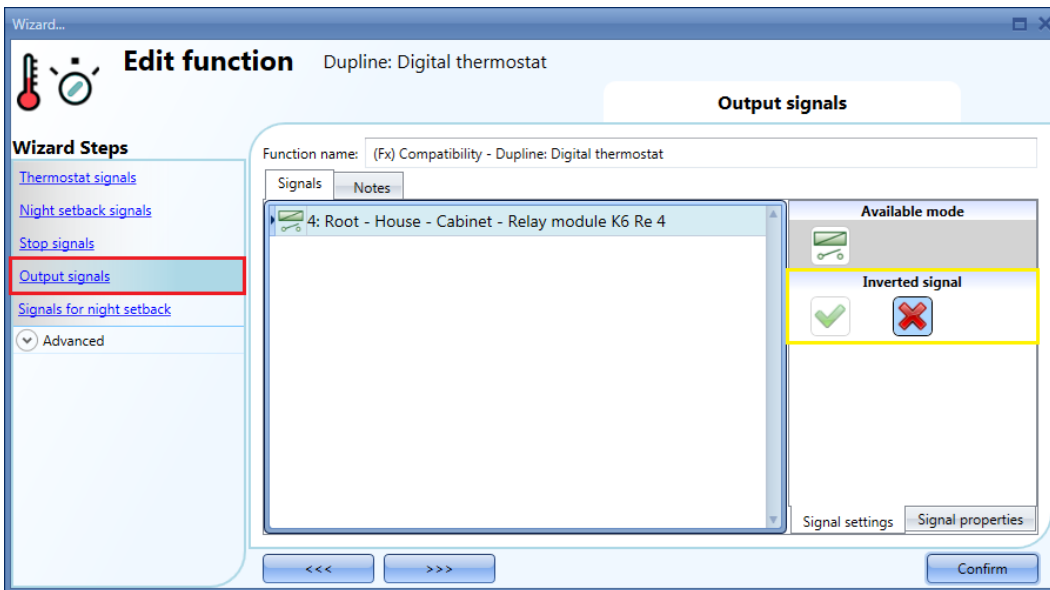 Wizard...
Edit function Dupline: Digital thermostat
Output signals
Wizard Steps
Thermostat signals
Night setback signals
Stop signals
Output signals
Signals for night setback
Advanced
Function name: (Fx) Compatibility - Dupline: Digital thermostat
Signals Notes
4: Root - House - Cabinet - Relay module K6 Re 4
Available mode
Inverted signal
Signal settings Signal properties
<<< >>> Confirm